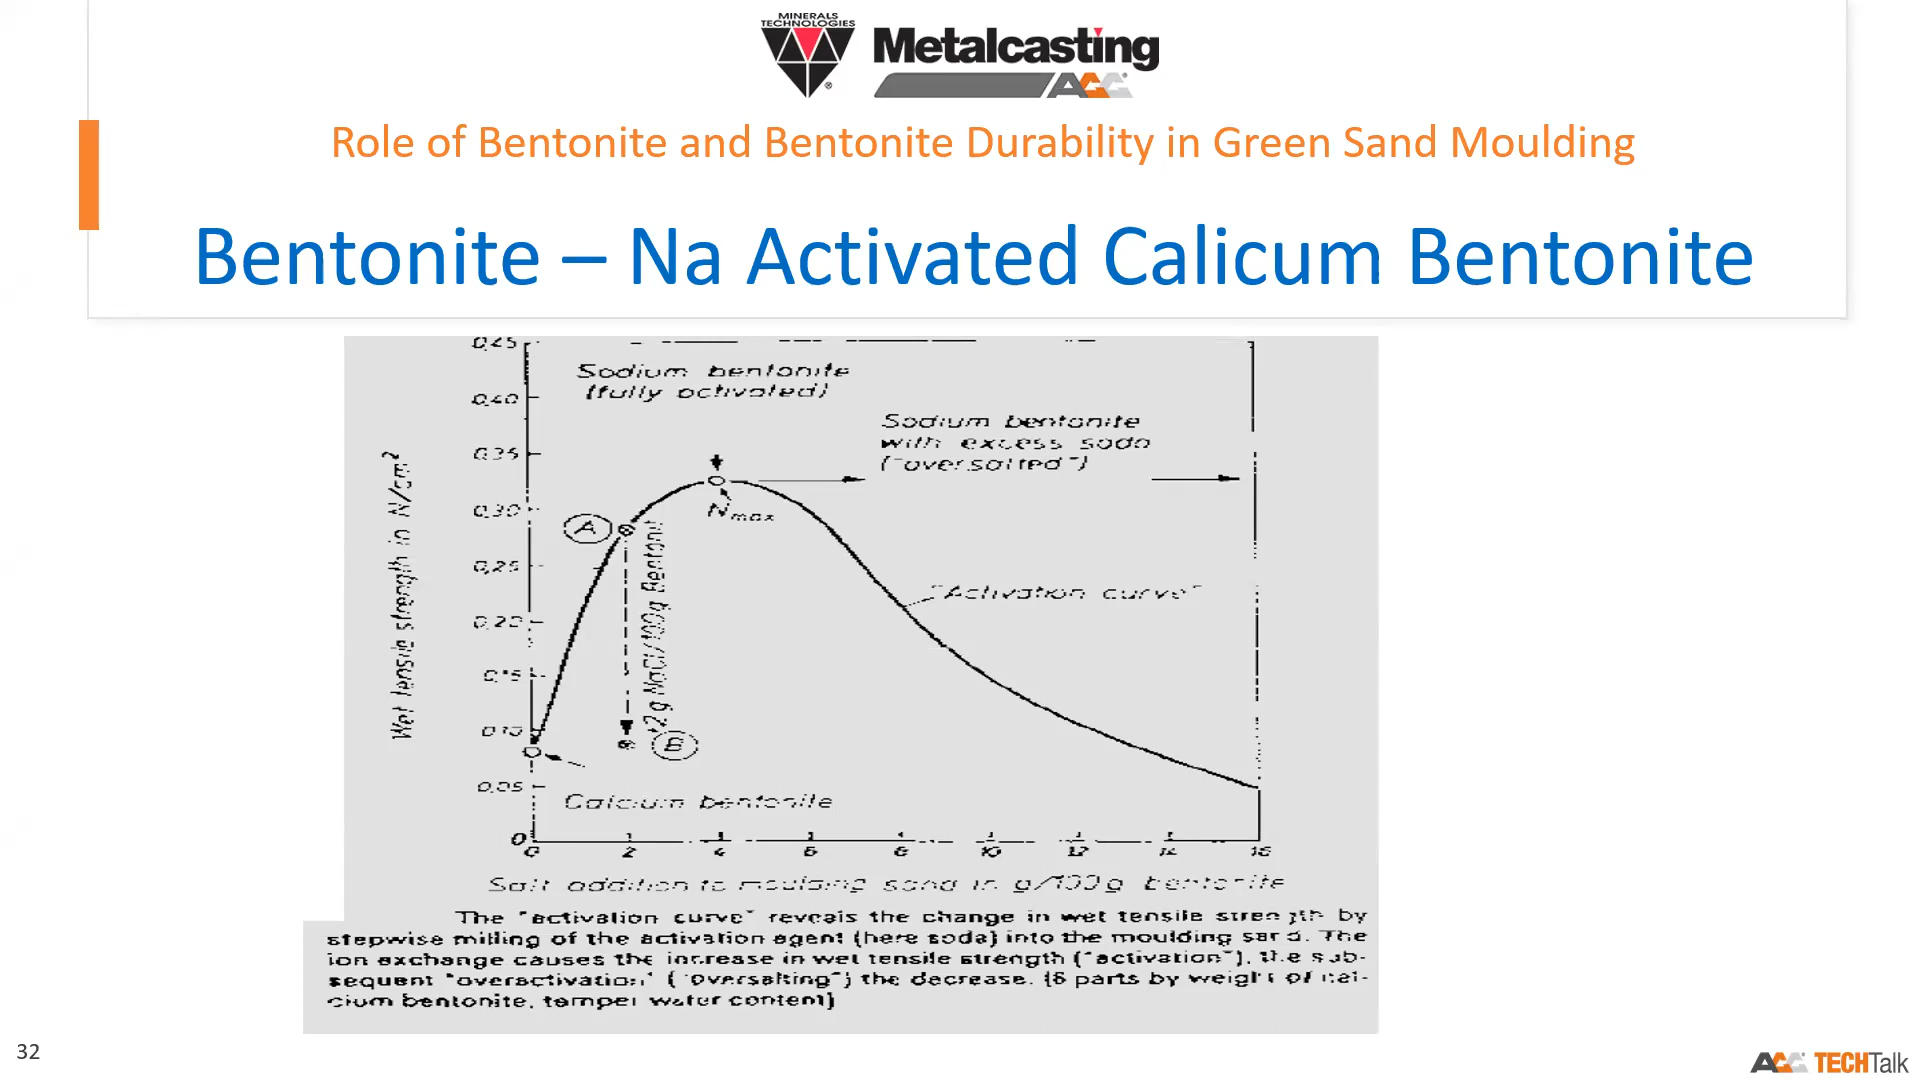 MINERALS
TECHNOLOGIES
Metalcasting
ACC
Role of Bentonite and Bentonite Durability in Green Sand Moulding
Bentonite – Na Activated Calicum Bentonite
0,45
Sodium bentonite
(fully activated)
0,40
Sodium bentonite
with excess soda
("oversalted")
0,35
Nmax
0,30
A
0,25
"Activation curve"
0,20
0,15
0,10
+2g NaCl/100g Bentonit
B
0,05
Calcium bentonite
0
Wet tensile strength in N/cm²
0 2 4 6 8 10 12 14 16
Salt addition to moulding sand in g/100g bentonite
The "activation curve" reveals the change in wet tensile strength by
stepwise milling of the activation agent (here soda) into the moulding sand. The
ion exchange causes the increase in wet tensile strength ("activation"), the sub-
sequent "overactivation" ("oversalting") the decrease. (8 parts by weight of cal-
cium bentonite, temper water content)
32
ACC TECHTalk